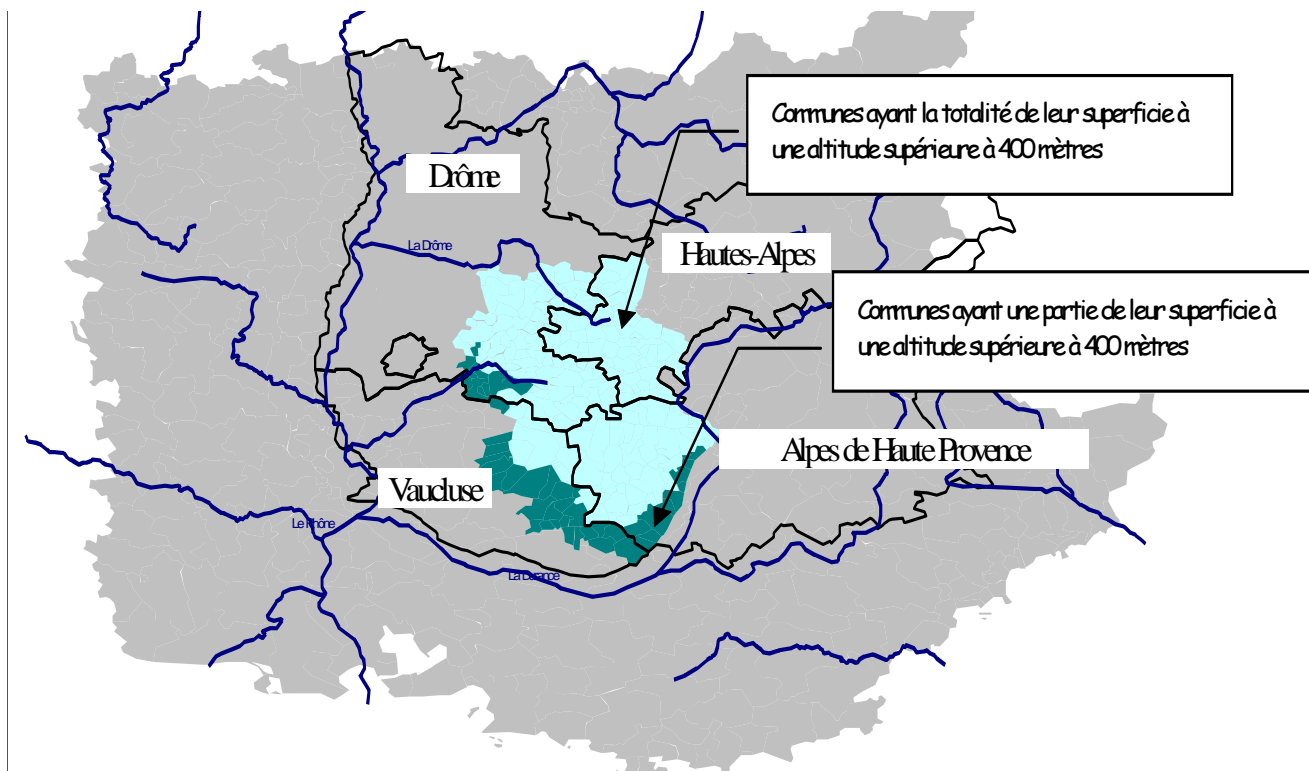 Communes ayant la totalité de leur superficie à
une altitude supérieure à 400 mètres
Drôme
La Drôme
Hautes-Alpes
Communes ayant une partie de leur superficie à
une altitude supérieure à 400 mètres
Alpes de Haute Provence
Vaucluse
Le Rhône
La Durance